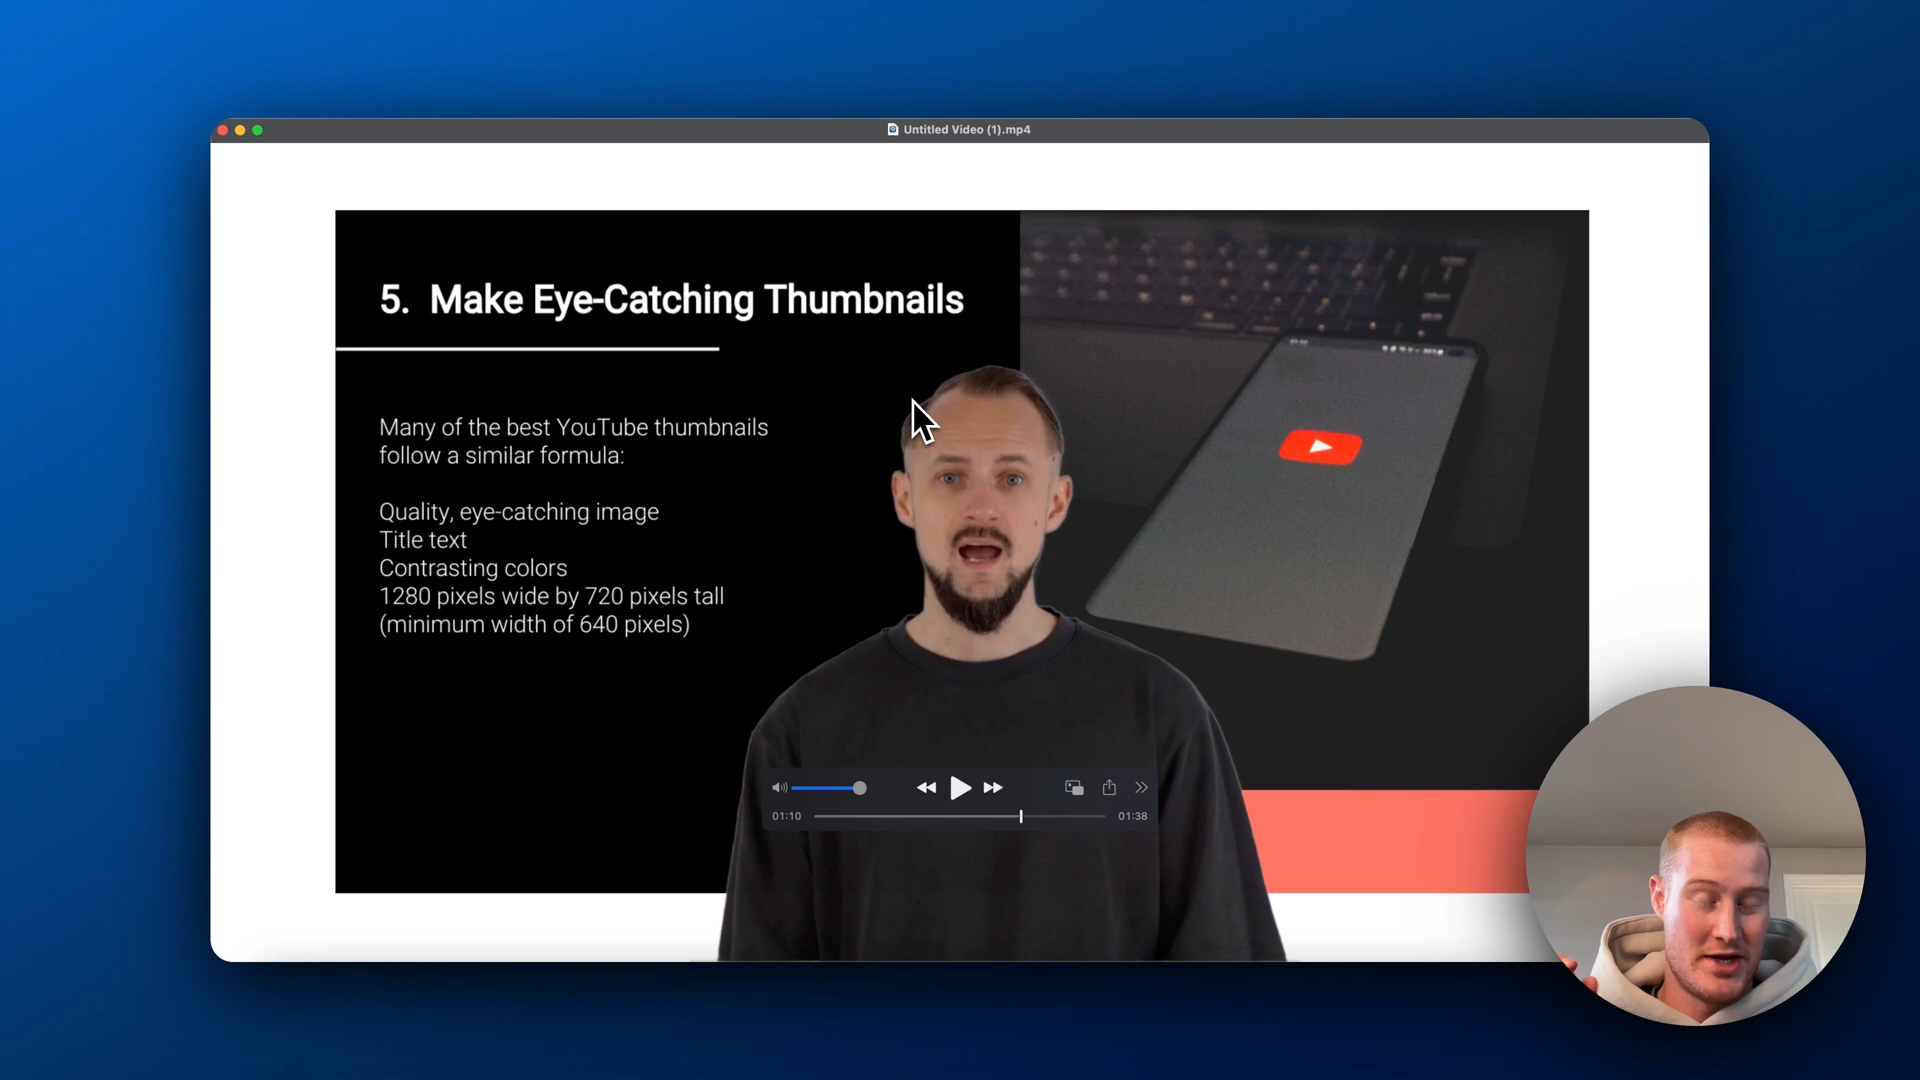 Untitled Video (1).mp4
5. Make Eye-Catching Thumbnails
Many of the best YouTube thumbnails
follow a similar formula:
Quality, eye-catching image
Title text
Contrasting colors
1280 pixels wide by 720 pixels tall
(minimum width of 640 pixels)
01:10
01:38